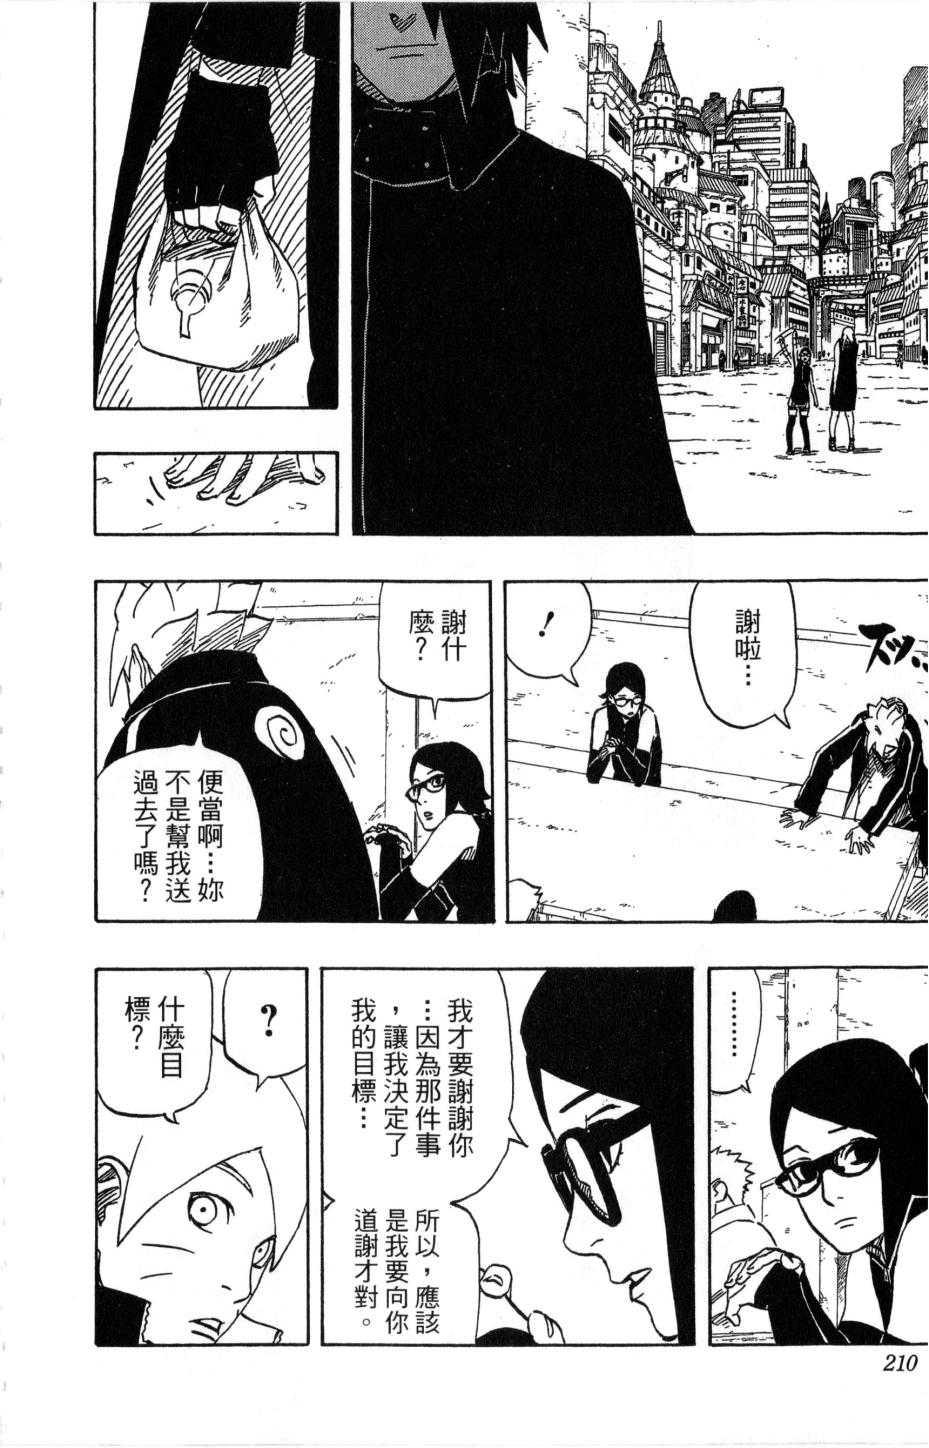 謝啦…
ズッ…
！
謝什
麼？
便當啊…妳
不是幫我送
過去了嗎？
………
我才要謝謝你
…因為那件事
，讓我決定了
我的目標…
所以，應該
是我要向你
道謝才對。
？
什麼目
標？
210